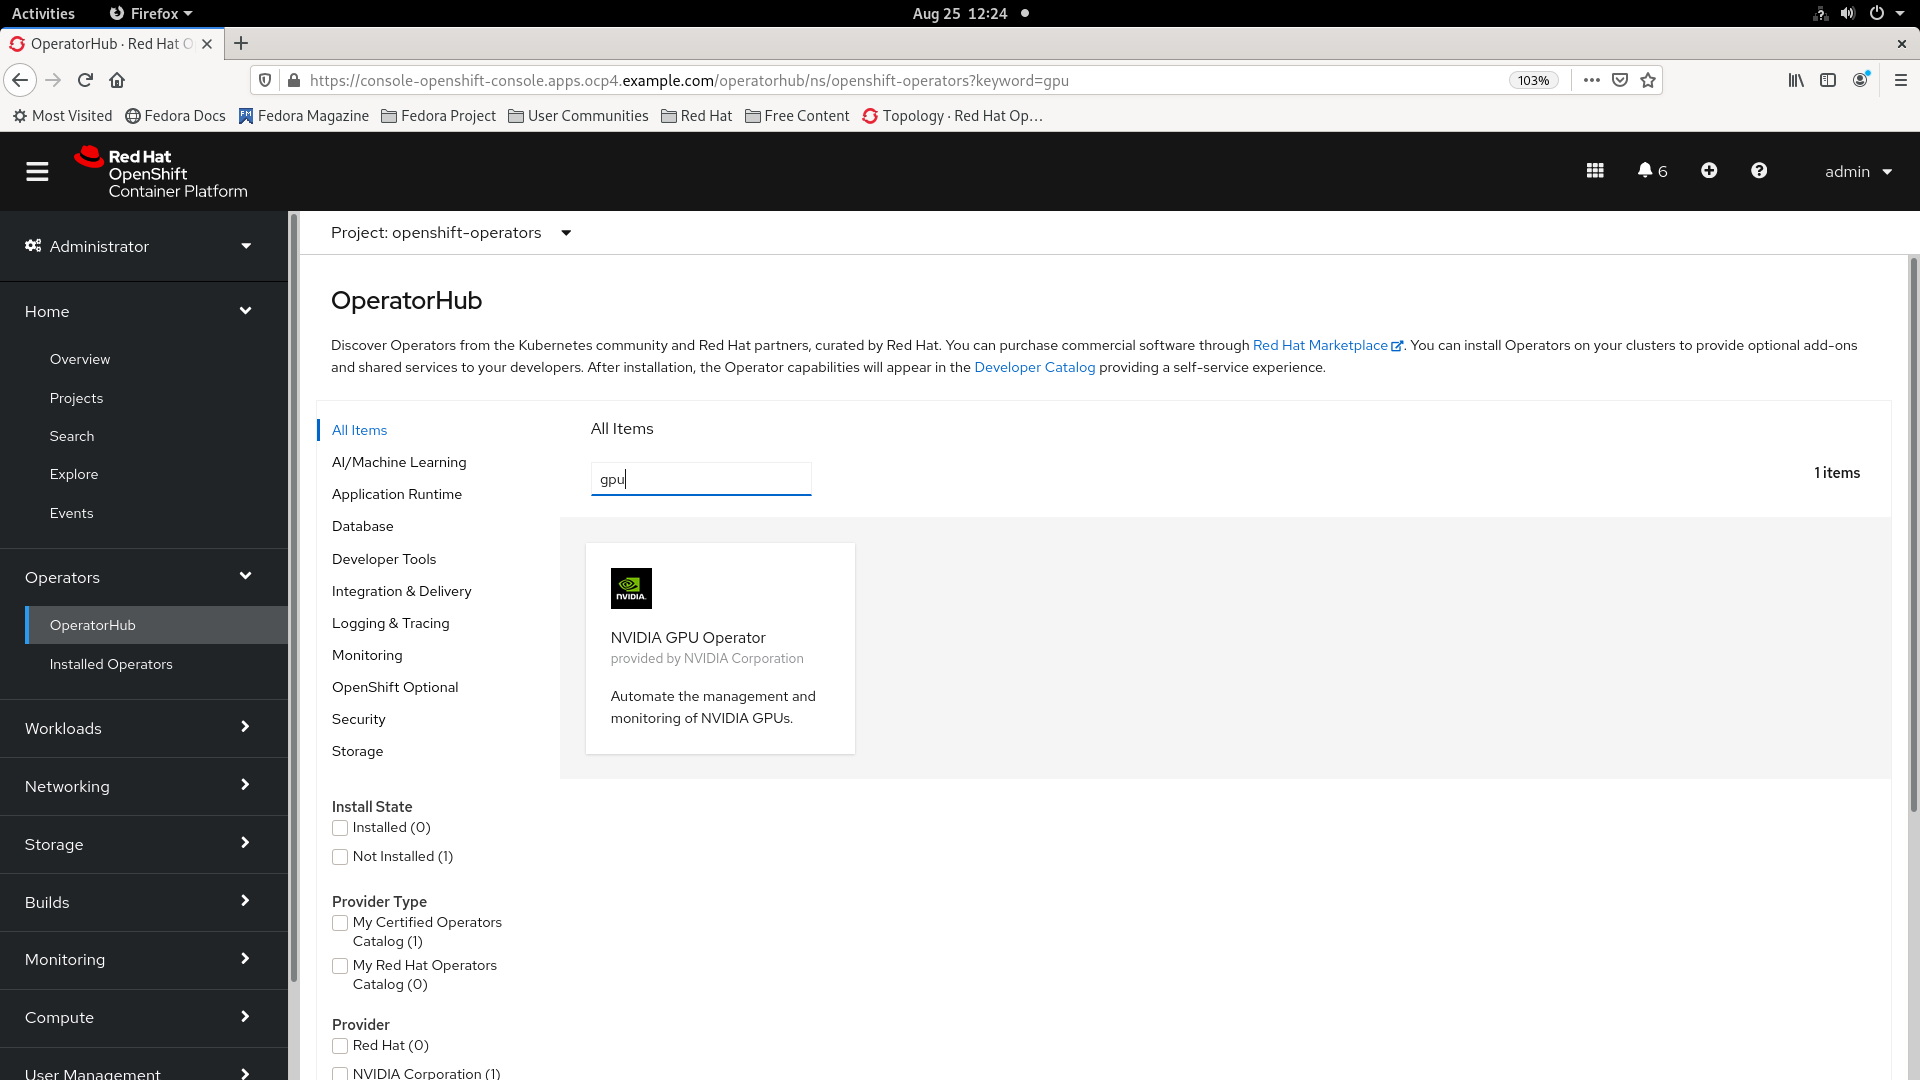 Activities
Firefox
Aug 25 12:24
OperatorHub · Red Hat O
https://console-openshift-console.apps.ocp4.example.com/operatorhub/ns/openshift-operators?keyword=gpu
103%
Most Visited
Fedora Docs
Fedora Magazine
Fedora Project
User Communities
Red Hat
Free Content
Topology · Red Hat Op…
Red Hat
OpenShift
Container Platform
6
admin
Administrator
Home
Overview
Projects
Search
Explore
Events
Operators
OperatorHub
Installed Operators
Workloads
Networking
Storage
Builds
Monitoring
Compute
User Management
Project: openshift-operators
OperatorHub
Discover Operators from the Kubernetes community and Red Hat partners, curated by Red Hat. You can purchase commercial software through Red Hat Marketplace. You can install Operators on your clusters to provide optional add-ons
and shared services to your developers. After installation, the Operator capabilities will appear in the Developer Catalog providing a self-service experience.
All Items
AI/Machine Learning
Application Runtime
Database
Developer Tools
Integration & Delivery
Logging & Tracing
Monitoring
OpenShift Optional
Security
Storage
Install State
Installed (0)
Not Installed (1)
Provider Type
My Certified Operators
Catalog (1)
My Red Hat Operators
Catalog (0)
Provider
Red Hat (0)
NVIDIA Corporation (1)
All Items
gpu
1 items
NVIDIA.
NVIDIA GPU Operator
provided by NVIDIA Corporation
Automate the management and
monitoring of NVIDIA GPUs.